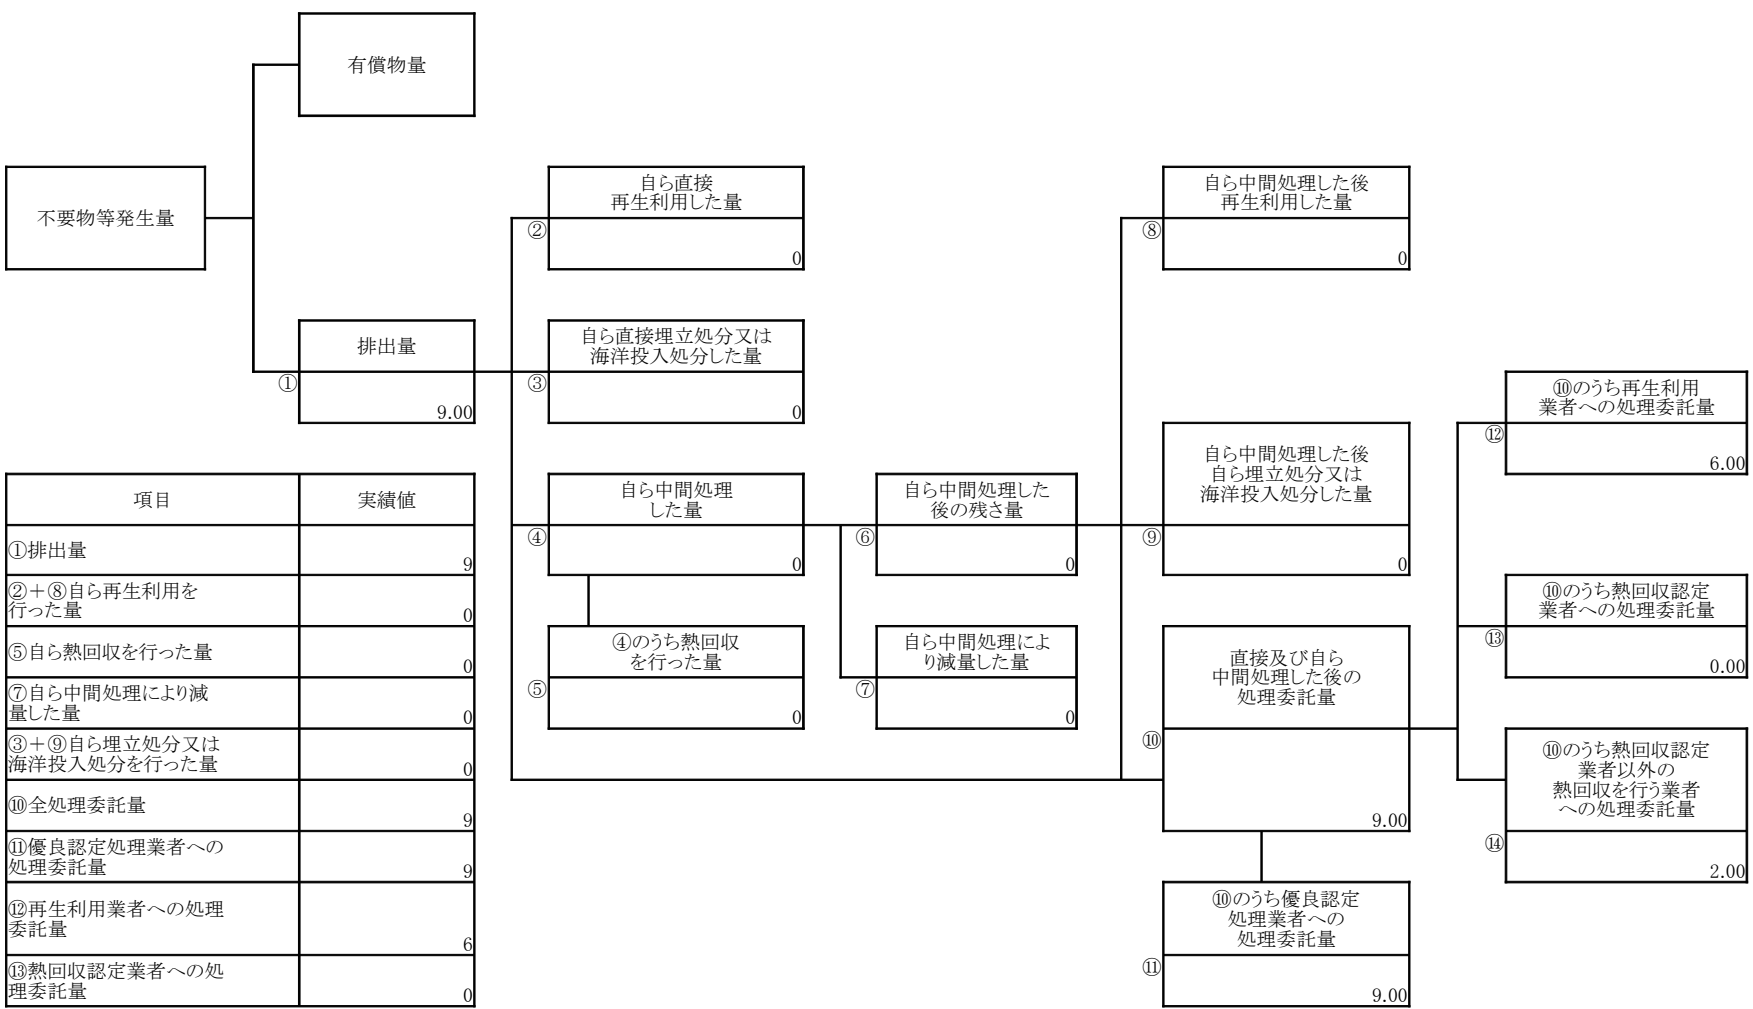 有償物量
不要物等発生量
自ら直接
再生利用した量
②
0
自ら中間処理した後
再生利用した量
⑧
0
排出量
①
9.00
自ら直接埋立処分又は
海洋投入処分した量
③
0
⑩のうち再生利用
業者への処理委託量
⑫
6.00
自ら中間処理
した量
④
0
自ら中間処理した
後の残さ量
⑥
0
自ら中間処理した後
自ら埋立処分又は
海洋投入処分した量
⑨
0
⑩のうち熱回収認定
業者への処理委託量
⑬
0.00
④のうち熱回収
を行った量
⑤
0
自ら中間処理によ
り減量した量
⑦
0
直接及び自ら
中間処理した後の
処理委託量
⑩
9.00
⑩のうち熱回収認定
業者以外の
熱回収を行う業者
への処理委託量
⑭
2.00
⑩のうち優良認定
処理業者への
処理委託量
⑪
9.00
項目
実績値
①排出量
9
②＋⑧自ら再生利用を
行った量
0
⑤自ら熱回収を行った量
0
⑦自ら中間処理により減
量した量
0
③＋⑨自ら埋立処分又は
海洋投入処分を行った量
0
⑩全処理委託量
9
⑪優良認定処理業者への
処理委託量
9
⑫再生利用業者への処理
委託量
6
⑬熱回収認定業者への処
理委託量
0